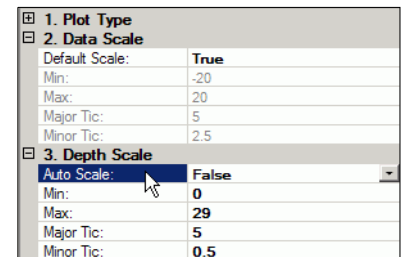 1. Plot Type
2. Data Scale
Default Scale: True
Min: -20
Max: 20
Major Tic: 5
Minor Tic: 2.5
3. Depth Scale
Auto Scale: False
Min: 0
Max: 29
Major Tic: 5
Minor Tic: 0.5